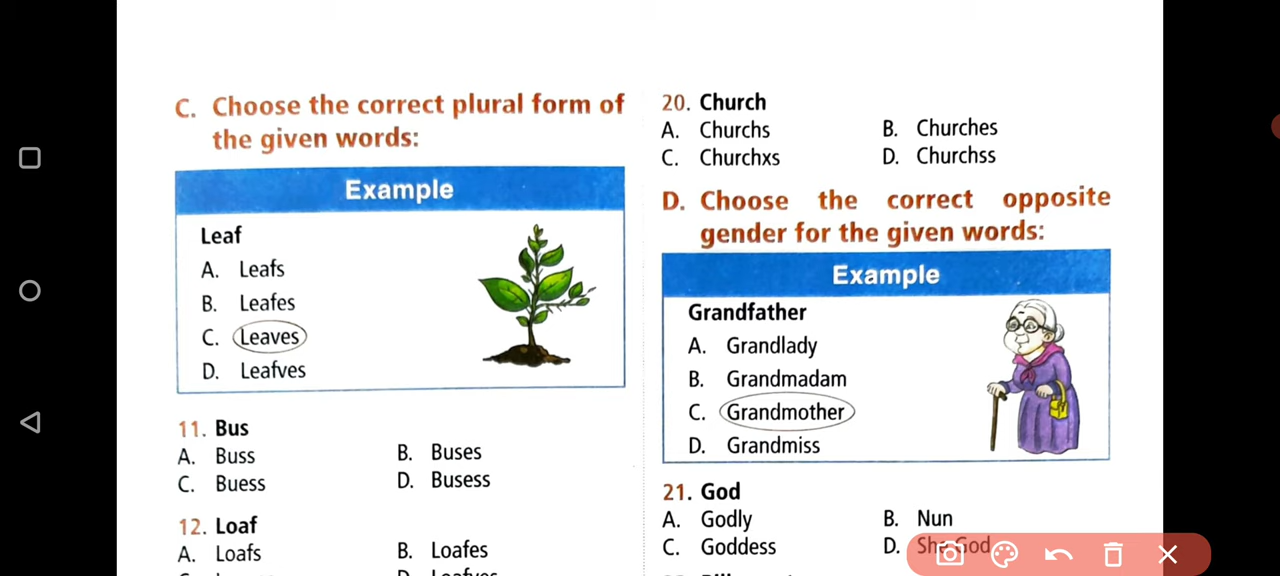 C. Choose the correct plural form of
the given words:
Example
Leaf
A. Leafs
B. Leafes
C. Leaves
D. Leafves
11. Bus
A. Buss
B. Buses
C. Buess
D. Busess
12. Loaf
A. Loafs
B. Loafes
20. Church
A. Churchs
B. Churches
C. Churchxs
D. Churchss
D. Choose the correct opposite
gender for the given words:
Example
Grandfather
A. Grandlady
B. Grandmadam
C. Grandmother
D. Grandmiss
21. God
A. Godly
B. Nun
C. Goddess
D. She God